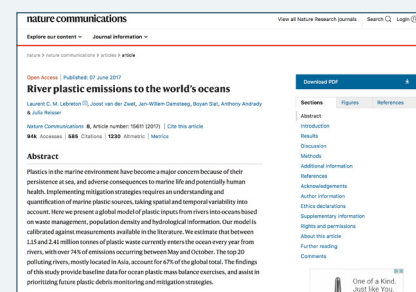 nature communications
View all Nature Research journals Search Login
Explore our content Journal information
nature > nature communications > articles > article
Open Access | Published: 07 June 2017
River plastic emissions to the world's oceans
Laurent C. M. Lebreton, Joost van der Zwet, Jan-Willem Damsteeg, Boyan Slat, Anthony Andrady
& Julia Reisser
Nature Communications 8, Article number: 15611 (2017) | Cite this article
94k Accesses | 585 Citations | 1230 Altmetric | Metrics
Abstract
Plastics in the marine environment have become a major concern because of their
persistence at sea, and adverse consequences to marine life and potentially human
health. Implementing mitigation strategies requires an understanding and
quantification of marine plastic sources, taking spatial and temporal variability into
account. Here we present a global model of plastic inputs from rivers into oceans based
on waste management, population density and hydrological information. Our model is
calibrated against measurements available in the literature. We estimate that between
1.15 and 2.41 million tonnes of plastic waste currently enters the ocean every year from
rivers, with over 74% of emissions occurring between May and October. The top 20
polluting rivers, mostly located in Asia, account for 67% of the global total. The findings
of this study provide baseline data for ocean plastic mass balance exercises, and assist in
prioritizing future plastic debris monitoring and mitigation strategies.
Download PDF
Sections Figures References
Abstract
Introduction
Results
Discussion
Methods
Additional information
References
Acknowledgements
Author information
Ethics declarations
Supplementary information
Rights and permissions
About this article
Further reading
Comments
One of a Kind.
Just like You.